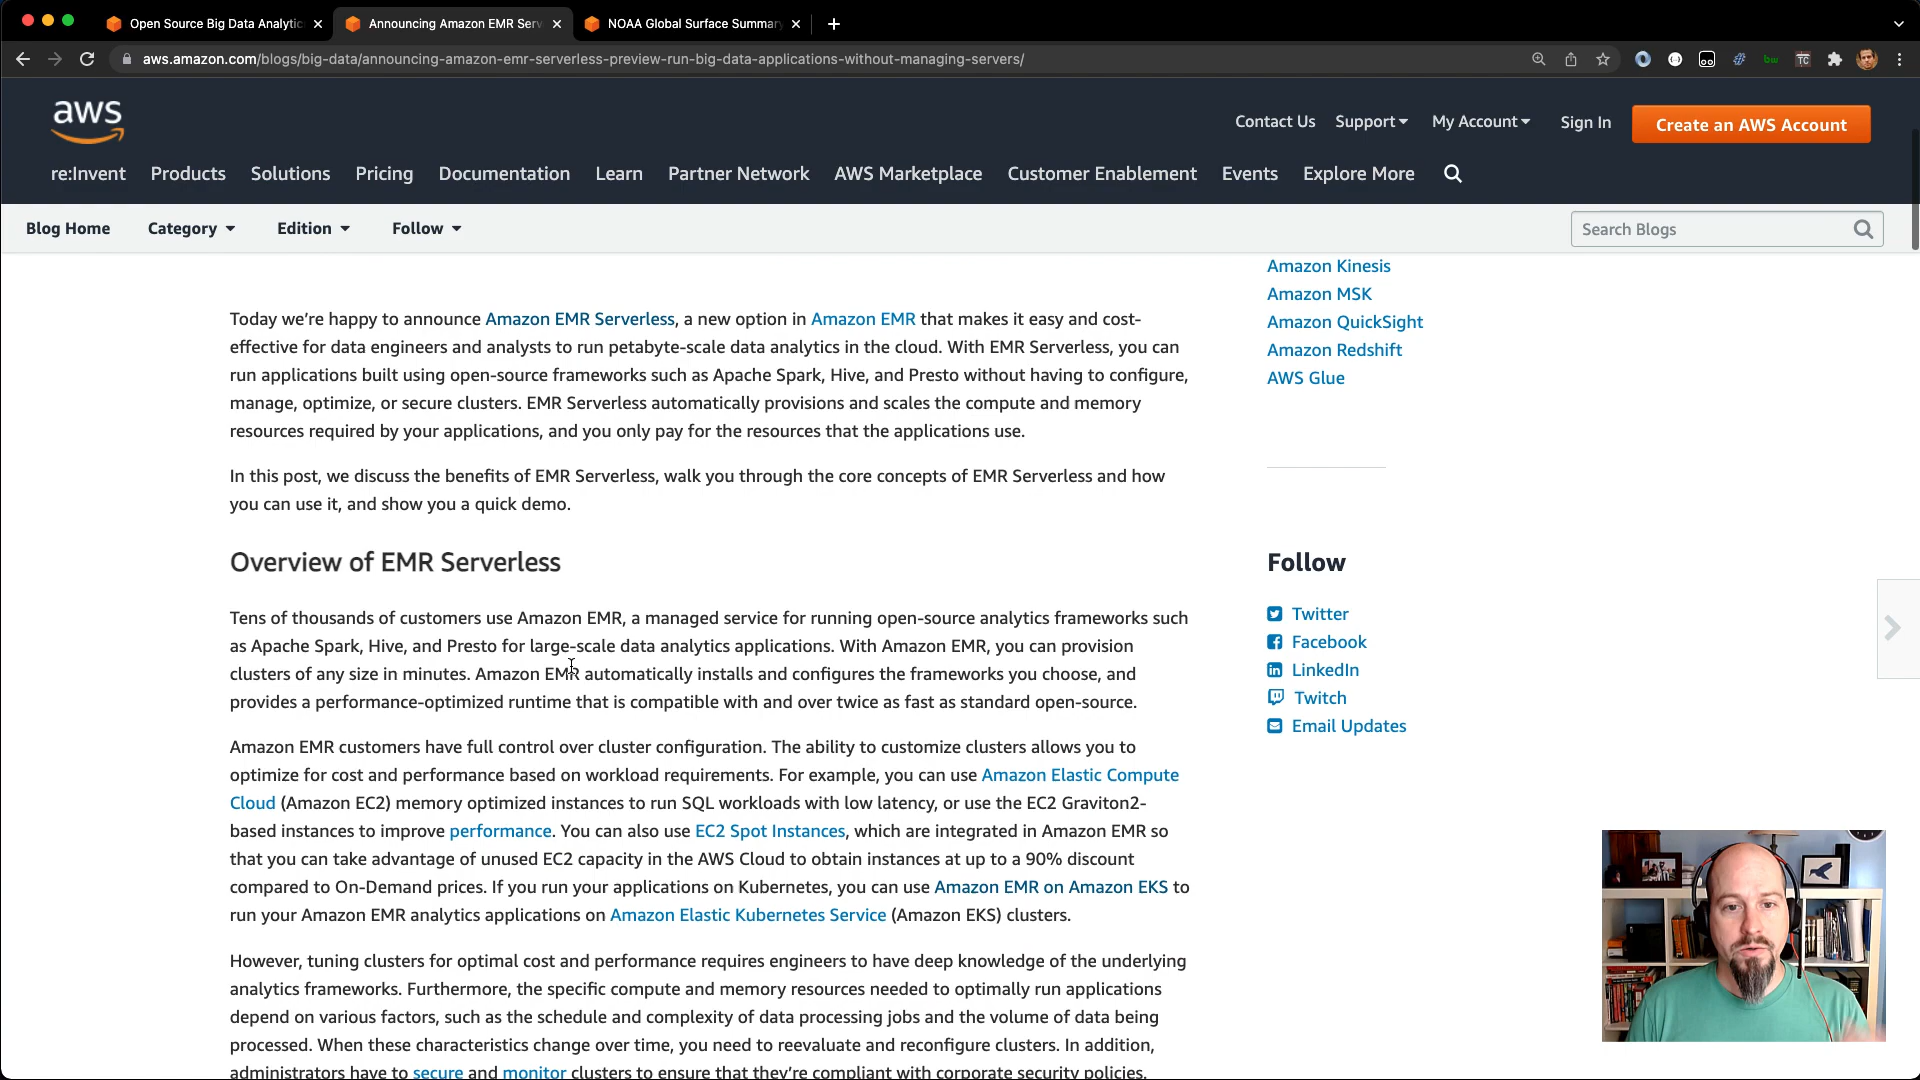 Open Source Big Data Analytic
Announcing Amazon EMR Serv
NOAA Global Surface Summar
aws.amazon.com/blogs/big-data/announcing-amazon-emr-serverless-preview-run-big-data-applications-without-managing-servers/
bw
TC
aws
Contact Us
Support
My Account
Sign In
Create an AWS Account
re:Invent
Products
Solutions
Pricing
Documentation
Learn
Partner Network
AWS Marketplace
Customer Enablement
Events
Explore More
Blog Home
Category
Edition
Follow
Search Blogs
Today we're happy to announce Amazon EMR Serverless, a new option in Amazon EMR that makes it easy and cost-
effective for data engineers and analysts to run petabyte-scale data analytics in the cloud. With EMR Serverless, you can
run applications built using open-source frameworks such as Apache Spark, Hive, and Presto without having to configure,
manage, optimize, or secure clusters. EMR Serverless automatically provisions and scales the compute and memory
resources required by your applications, and you only pay for the resources that the applications use.
In this post, we discuss the benefits of EMR Serverless, walk you through the core concepts of EMR Serverless and how
you can use it, and show you a quick demo.
Overview of EMR Serverless
Tens of thousands of customers use Amazon EMR, a managed service for running open-source analytics frameworks such
as Apache Spark, Hive, and Presto for large-scale data analytics applications. With Amazon EMR, you can provision
clusters of any size in minutes. Amazon EMR automatically installs and configures the frameworks you choose, and
provides a performance-optimized runtime that is compatible with and over twice as fast as standard open-source.
Amazon EMR customers have full control over cluster configuration. The ability to customize clusters allows you to
optimize for cost and performance based on workload requirements. For example, you can use Amazon Elastic Compute
Cloud (Amazon EC2) memory optimized instances to run SQL workloads with low latency, or use the EC2 Graviton2-
based instances to improve performance. You can also use EC2 Spot Instances, which are integrated in Amazon EMR so
that you can take advantage of unused EC2 capacity in the AWS Cloud to obtain instances at up to a 90% discount
compared to On-Demand prices. If you run your applications on Kubernetes, you can use Amazon EMR on Amazon EKS to
run your Amazon EMR analytics applications on Amazon Elastic Kubernetes Service (Amazon EKS) clusters.
However, tuning clusters for optimal cost and performance requires engineers to have deep knowledge of the underlying
analytics frameworks. Furthermore, the specific compute and memory resources needed to optimally run applications
depend on various factors, such as the schedule and complexity of data processing jobs and the volume of data being
processed. When these characteristics change over time, you need to reevaluate and reconfigure clusters. In addition,
administrators have to secure and monitor clusters to ensure that they're compliant with corporate security policies.
Amazon Kinesis
Amazon MSK
Amazon QuickSight
Amazon Redshift
AWS Glue
Follow
Twitter
Facebook
LinkedIn
Twitch
Email Updates